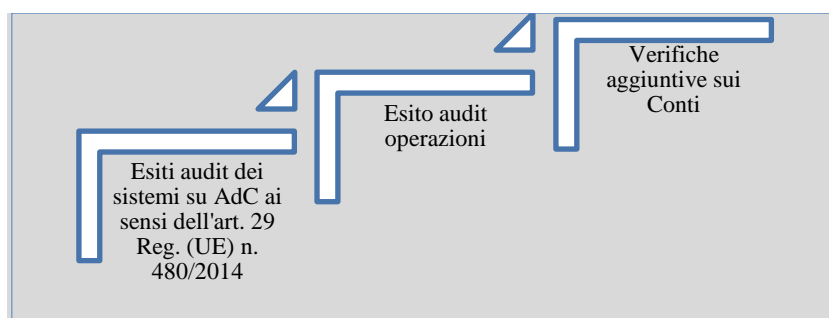 Esiti audit dei
sistemi su AdC ai
sensi dell'art. 29
Reg. (UE) n.
480/2014
Esito audit
operazioni
Verifiche
aggiuntive sui
Conti